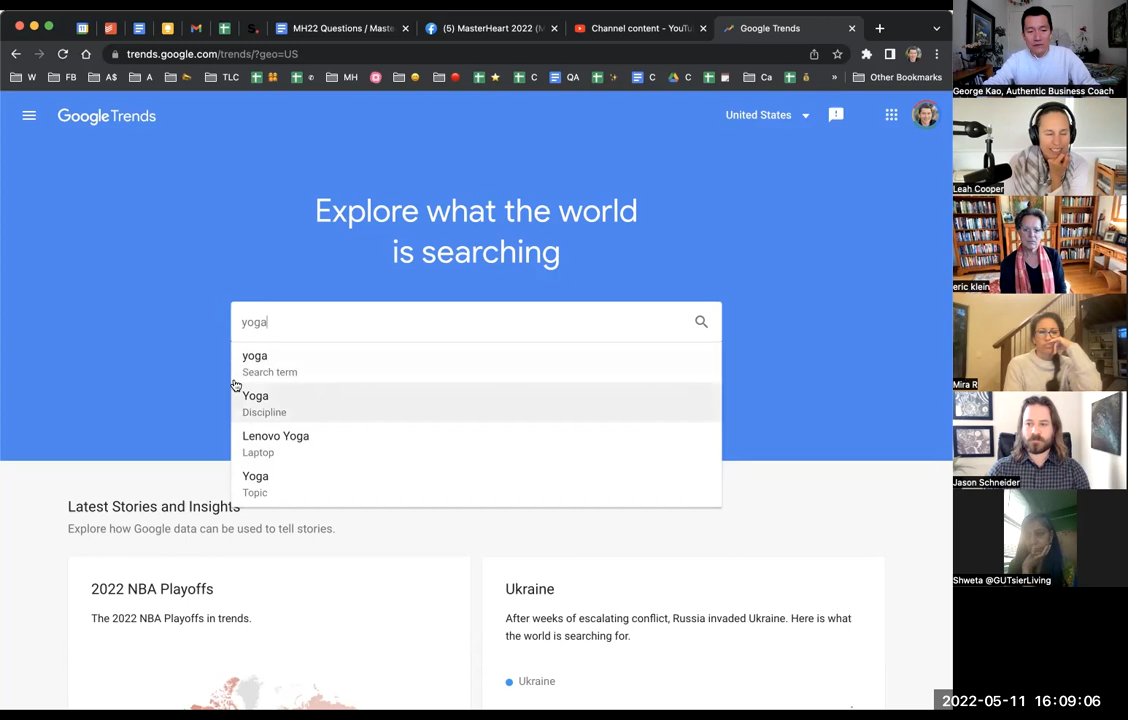 MH22 Questions / Maste
(5) MasterHeart 2022 (M
Channel content - YouTu
Google Trends
trends.google.com/trends/?geo=US
W
FB
A$
A
TLC
MH
C
QA
C
C
Ca
Other Bookmarks
Google Trends
United States
Explore what the world
is searching
yoga
yoga
Search term
Yoga
Discipline
Lenovo Yoga
Laptop
Yoga
Topic
Latest Stories and Insights
Explore how Google data can be used to tell stories.
2022 NBA Playoffs
The 2022 NBA Playoffs in trends.
Ukraine
After weeks of escalating conflict, Russia invaded Ukraine. Here is what
the world is searching for.
Ukraine
George Kao, Authentic Business Coach
Leah Cooper
eric klein
Mira R
Jason Schneider
Shweta @GUTsierLiving
2022-05-11 16:09:06